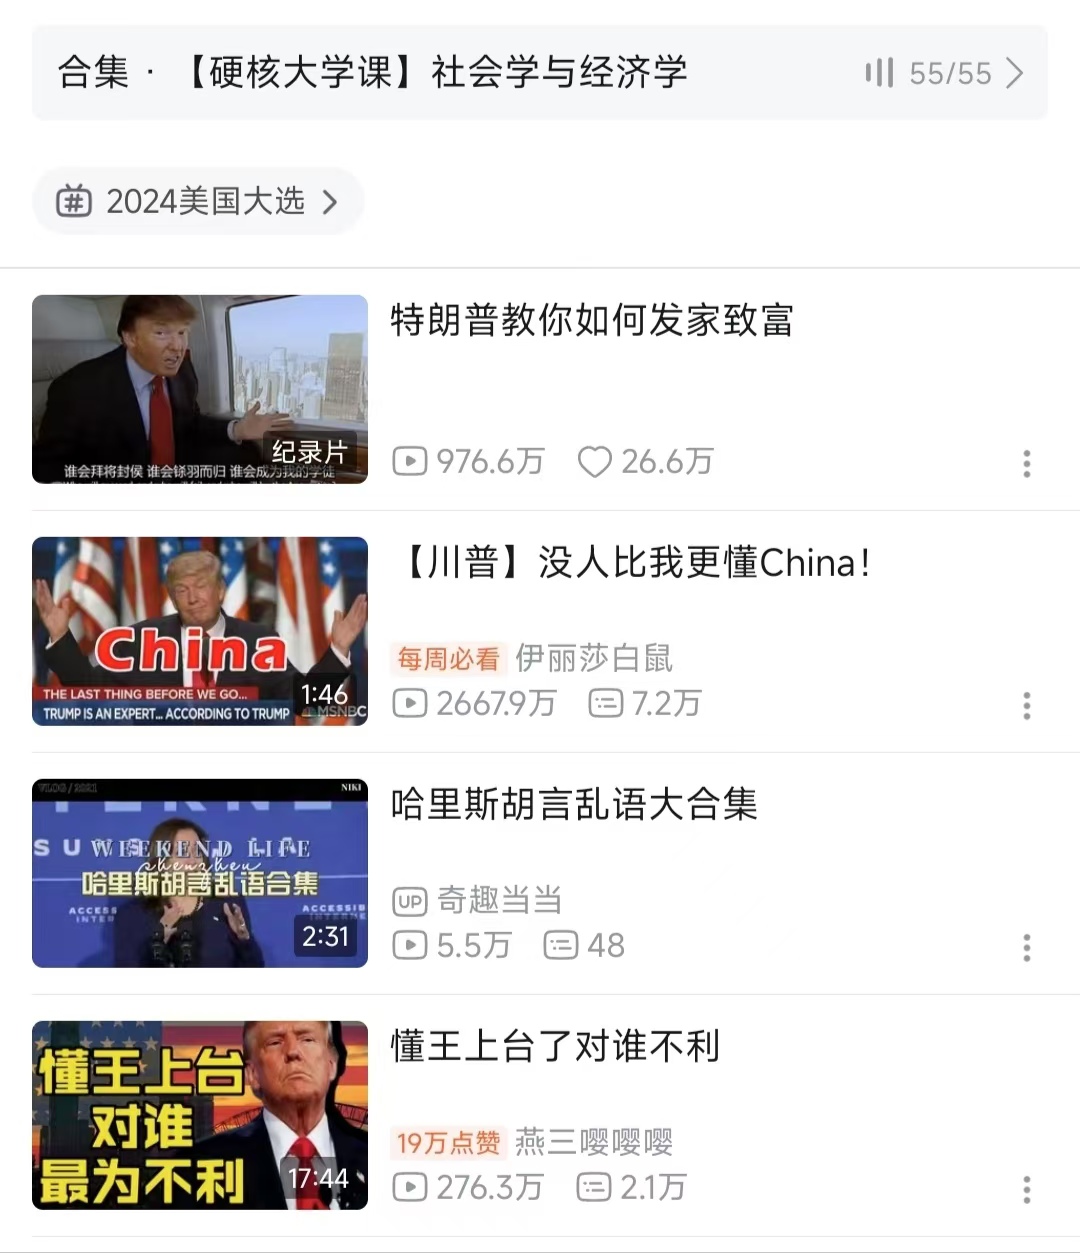 合集 · 【硬核大学课】社会学与经济学 55/55
2024美国大选
特朗普教你如何发家致富
纪录片
谁会拜将封侯 谁会铩羽而归 谁会成为我的学徒
976.6万 26.6万
【川普】没人比我更懂China!
China
每周必看 伊丽莎白鼠
THE LAST THING BEFORE WE GO...
1:46
TRUMP IS AN EXPERT... ACCORDING TO TRUMP
MSNBC
2667.9万 7.2万
VLOG / 2021
NIKI
哈里斯胡言乱语大合集
SU
WEEKEND LIFE
shenzhen
哈里斯胡言乱语合集
ACCESS
INTER
ACCESSIB
INTERNE
2:31
UP 奇趣当当
5.5万 48
懂王上台了对谁不利
懂王上台
对谁
最为不利
17:44
19万点赞 燕三嘤嘤嘤
276.3万 2.1万